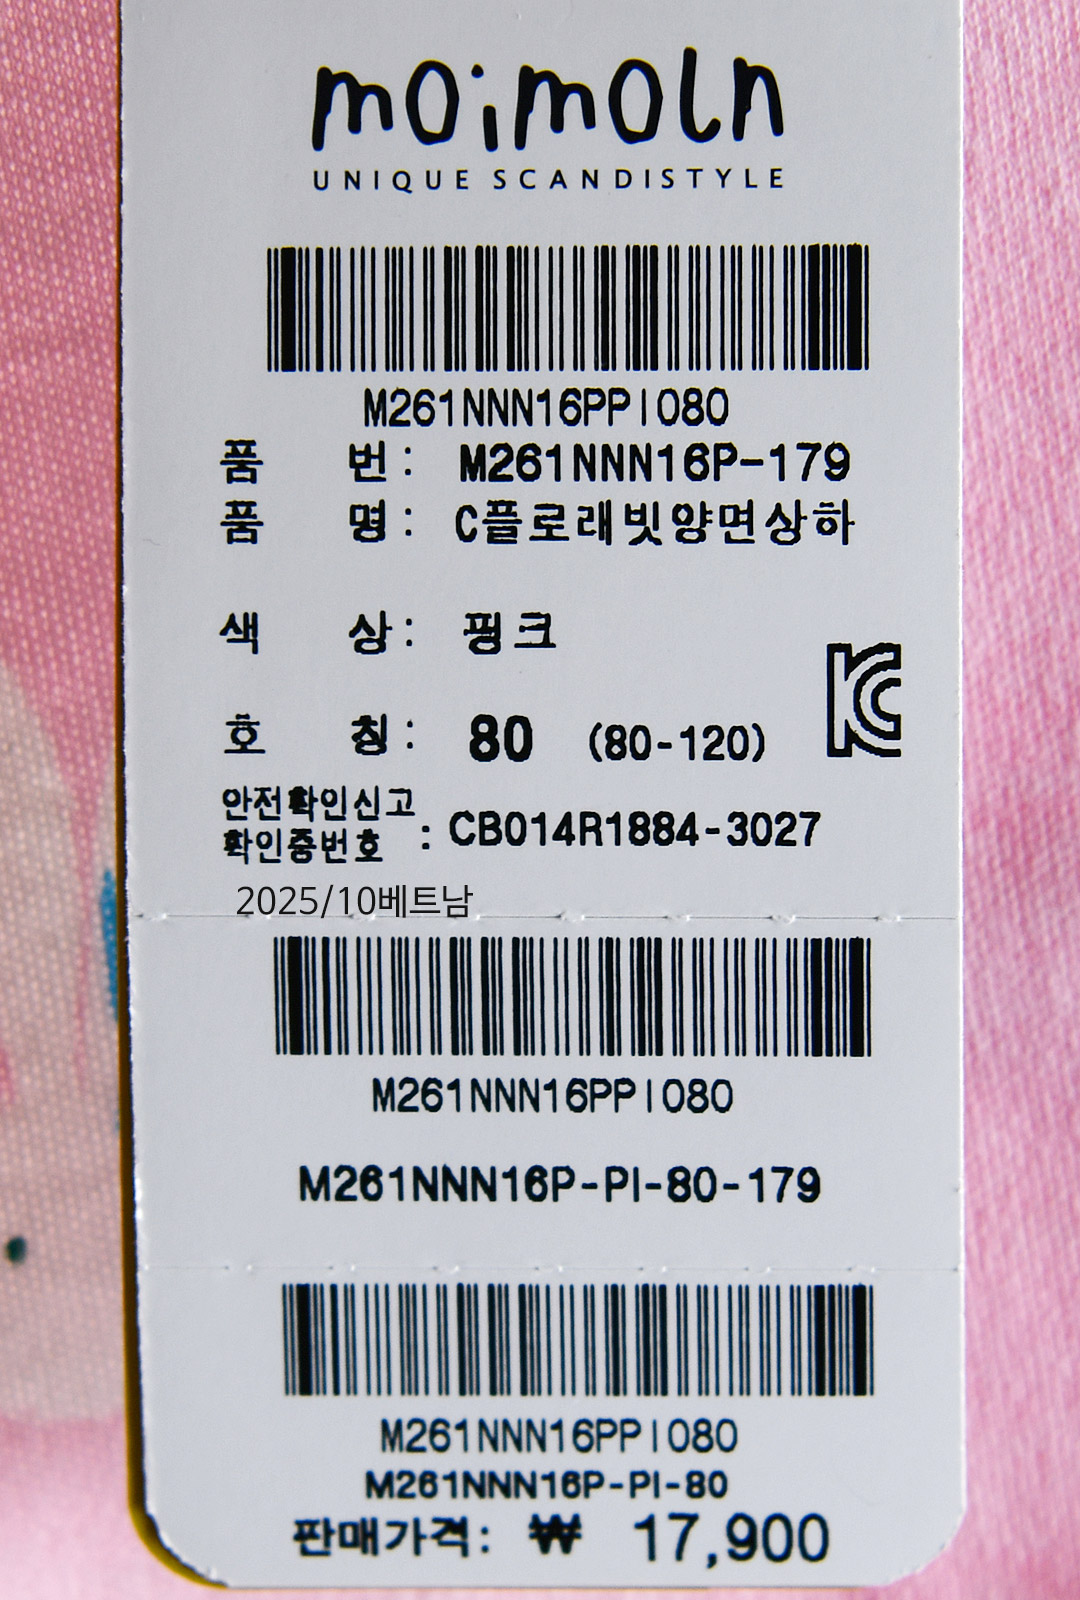 moimoln
UNIQUE SCANDISTYLE
M261NNN16PPI080
품 번 : M261NNN16P-179
품 명 : C플로래빗양면상하
색 상 : 핑크
호 칭 : 80 (80-120)
안전확인신고
확인증번호 : CB014R1884-3027
2025/10베트남
M261NNN16PPI080
M261NNN16P-PI-80-179
M261NNN16PPI080
M261NNN16P-PI-80
판매가격: ₩ 17,900